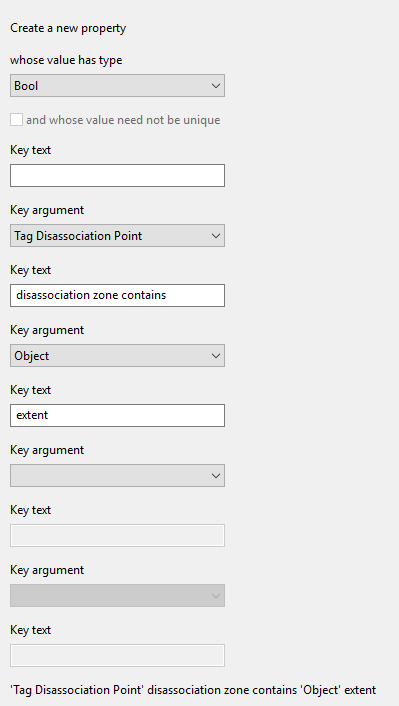 Create a new property
whose value has type
Bool
and whose value need not be unique
Key text
Key argument
Tag Disassociation Point
Key text
disassociation zone contains
Key argument
Object
Key text
extent
Key argument
Key text
Key argument
Key text
'Tag Disassociation Point' disassociation zone contains 'Object' extent